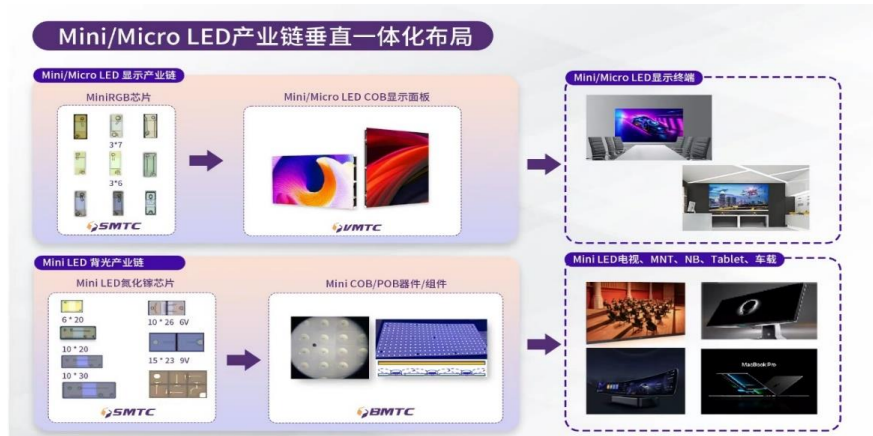 Mini/Micro LED产业链垂直一体化布局
Mini/Micro LED 显示产业链
MiniRGB芯片
3*7
3*6
SMTC
Mini/Micro LED COB显示面板
VMTC
Mini/Micro LED显示终端
Mini LED 背光产业链
Mini LED氮化镓芯片
6 * 20
10 * 26 6V
10 * 20
15 * 23 9V
10 * 30
SMTC
Mini COB/POB器件/组件
BMTC
Mini LED电视、MNT、NB、Tablet、车载
MacBook Pro